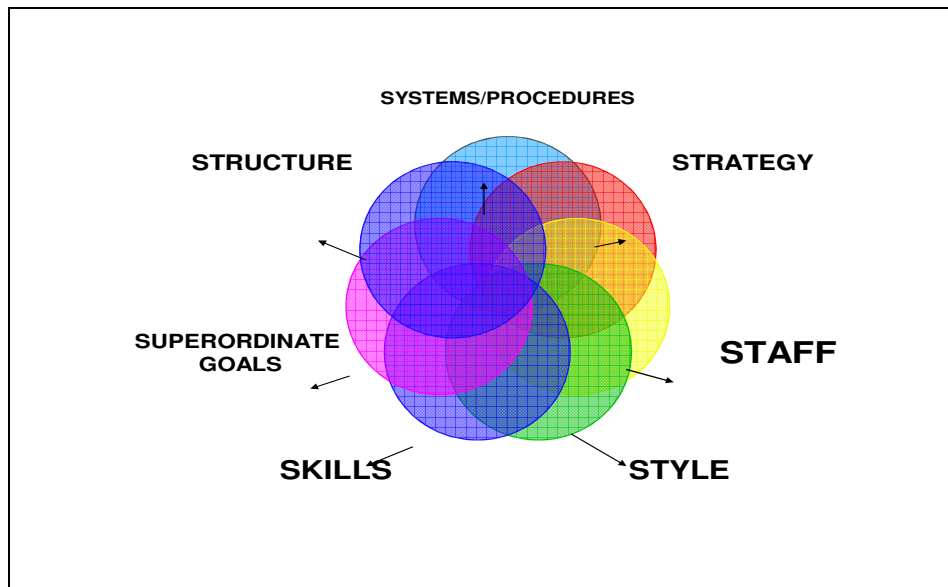 SYSTEMS/PROCEDURES
STRUCTURE
STRATEGY
SUPERORDINATE
GOALS
STAFF
SKILLS
STYLE